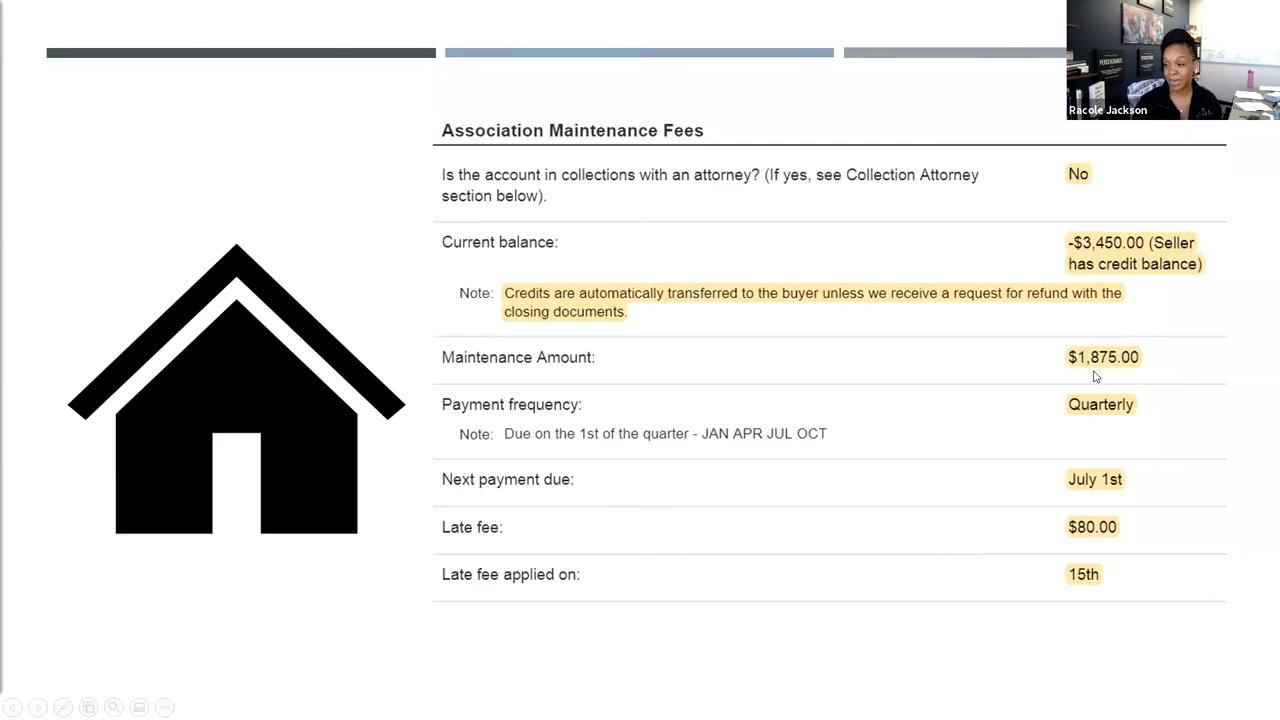 PERSEVERANCE
Racole Jackson
Association Maintenance Fees
Is the account in collections with an attorney? (If yes, see Collection Attorney
section below).
No
Current balance:
-$3,450.00 (Seller
has credit balance)
Note: Credits are automatically transferred to the buyer unless we receive a request for refund with the
closing documents.
Maintenance Amount:
$1,875.00
Payment frequency:
Quarterly
Note: Due on the 1st of the quarter - JAN APR JUL OCT
Next payment due:
July 1st
Late fee:
$80.00
Late fee applied on:
15th